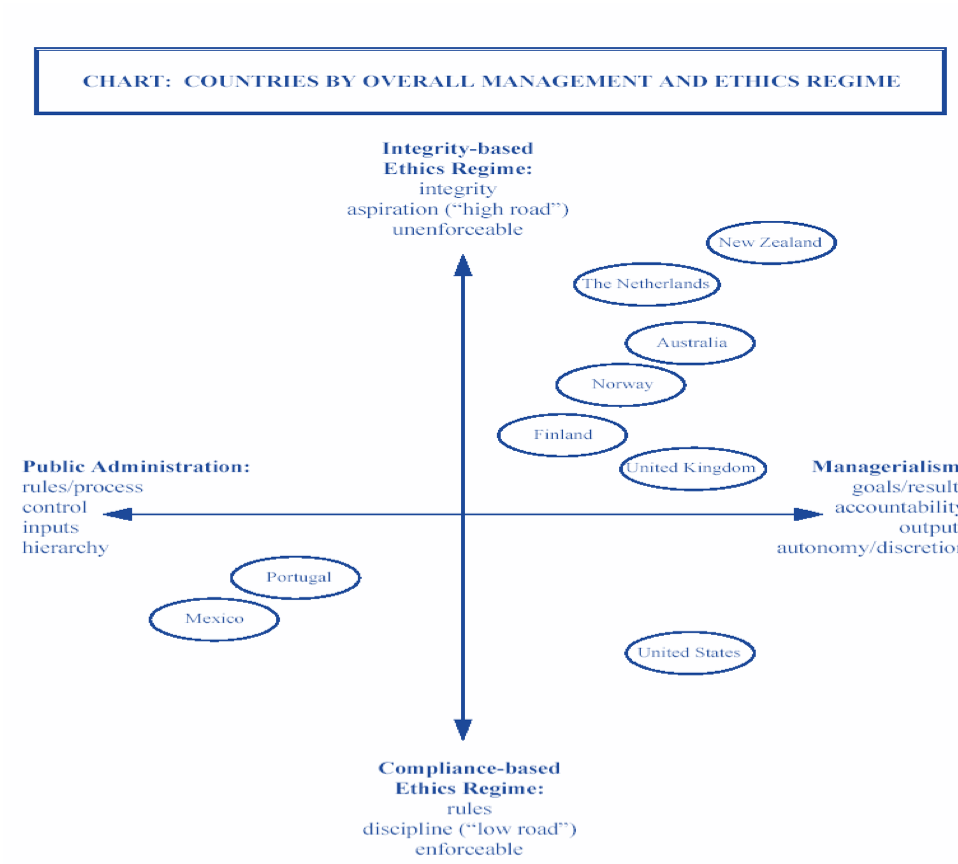 CHART: COUNTRIES BY OVERALL MANAGEMENT AND ETHICS REGIME
Integrity-based
Ethics Regime:
integrity
aspiration (“high road”)
unenforceable
New Zealand
The Netherlands
Australia
Norway
Finland
United Kingdom
Public Administration:
rules/process
control
inputs
hierarchy
Managerialism
goals/result
accountability
output
autonomy/discretion
Portugal
Mexico
United States
Compliance-based
Ethics Regime:
rules
discipline (“low road”)
enforceable